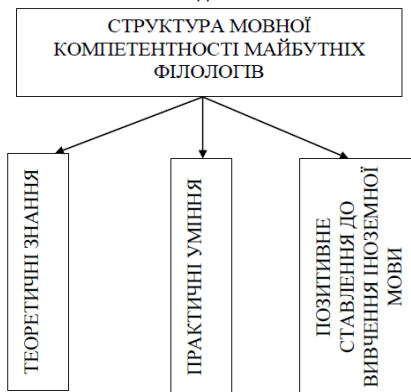 СТРУКТУРА МОВНОЇ
КОМПЕТЕНТНОСТІ МАЙБУТНІХ
ФІЛОЛОГІВ
ТЕОРЕТИЧНІ ЗНАННЯ
ПРАКТИЧНІ УМІННЯ
ПОЗИТИВНЕ
СТАВЛЕННЯ ДО
ВИВЧЕННЯ ІНОЗЕМНОЇ
МОВИ